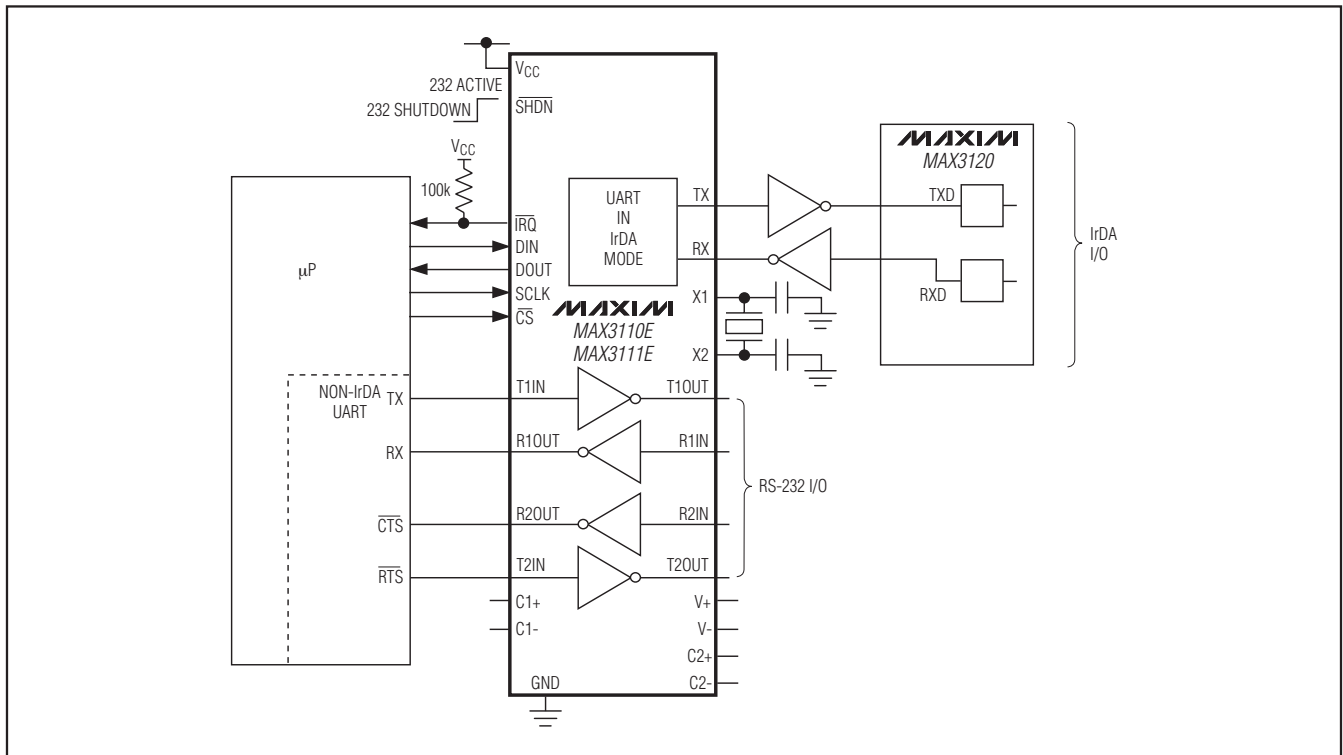 VCC
232 ACTIVE
232 SHUTDOWN
SHDN
VCC
100k
IRQ
DIN
DOUT
SCLK
CS
µP
NON-IrDA
UART
TX
RX
CTS
RTS
UART
IN
IrDA
MODE
TX
RX
X1
X2
MAXIM
MAX3110E
MAX3111E
MAXIM
MAX3120
TXD
RXD
IrDA
I/O
T1IN
T1OUT
R1OUT
R1IN
R2OUT
R2IN
T2IN
T2OUT
RS-232 I/O
C1+
C1-
V+
V-
C2+
C2-
GND